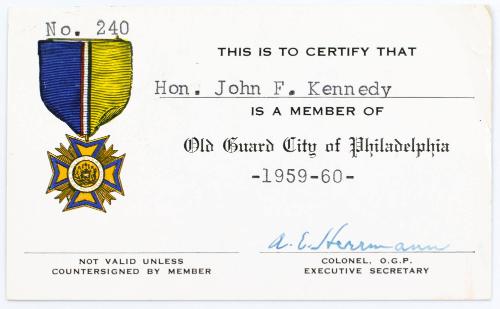 No. 240
THIS IS TO CERTIFY THAT
Hon. John F. Kennedy
IS A MEMBER OF
Old Guard City of Philadelphia
-1959-60-
A. E. Herrmann
NOT VALID UNLESS
COUNTERSIGNED BY MEMBER
COLONEL, O.G.P.
EXECUTIVE SECRETARY